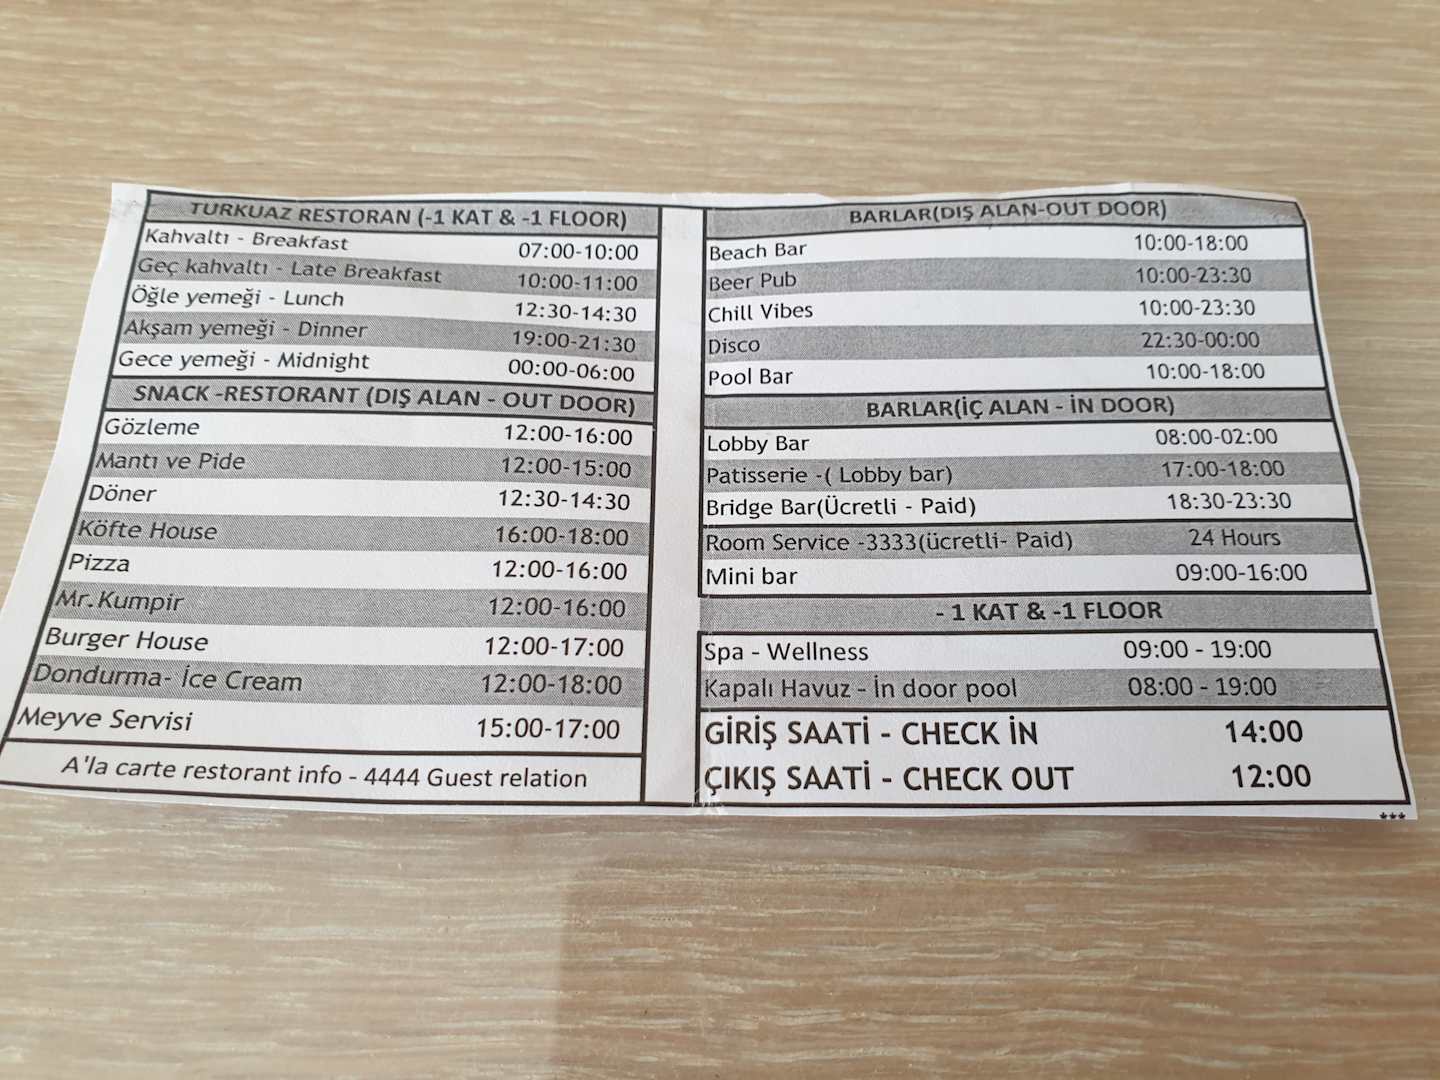 TURKUAZ RESTORAN (-1 KAT & -1 FLOOR)
Kahvaltı - Breakfast 07:00-10:00
Geç kahvaltı - Late Breakfast 10:00-11:00
Öğle yemeği - Lunch 12:30-14:30
Akşam yemeği - Dinner 19:00-21:30
Gece yemeği - Midnight 00:00-06:00
SNACK -RESTORANT (DIŞ ALAN - OUT DOOR)
Gözleme 12:00-16:00
Mantı ve Pide 12:00-15:00
Döner 12:30-14:30
Köfte House 16:00-18:00
Pizza 12:00-16:00
Mr.Kumpir 12:00-16:00
Burger House 12:00-17:00
Dondurma- İce Cream 12:00-18:00
Meyve Servisi 15:00-17:00
A'la carte restorant info - 4444 Guest relation
BARLAR(DIŞ ALAN-OUT DOOR)
Beach Bar 10:00-18:00
Beer Pub 10:00-23:30
Chill Vibes 10:00-23:30
Disco 22:30-00:00
Pool Bar 10:00-18:00
BARLAR(İÇ ALAN - İN DOOR)
Lobby Bar 08:00-02:00
Patisserie -( Lobby bar) 17:00-18:00
Bridge Bar(Ücretli - Paid) 18:30-23:30
Room Service -3333(ücretli- Paid) 24 Hours
Mini bar 09:00-16:00
- 1 KAT & -1 FLOOR
Spa - Wellness 09:00 - 19:00
Kapalı Havuz - İn door pool 08:00 - 19:00
GİRİŞ SAATİ - CHECK İN 14:00
ÇIKIŞ SAATİ - CHECK OUT 12:00
***